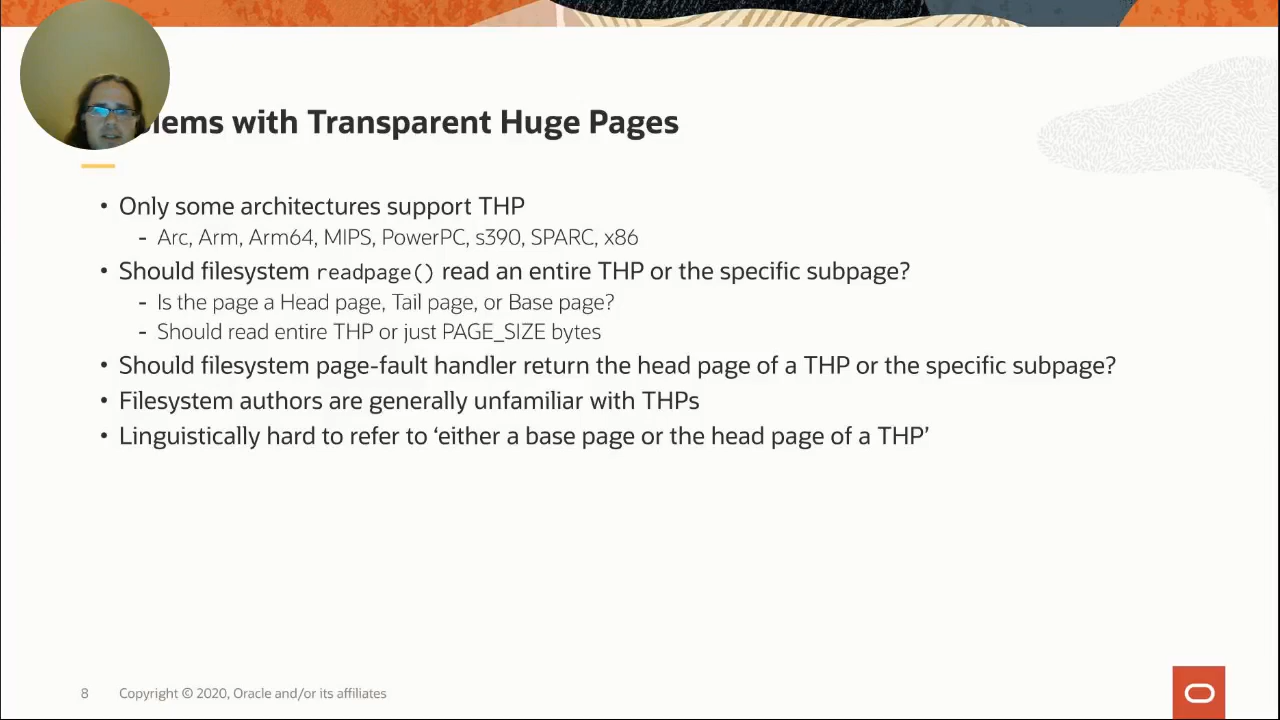 lems with Transparent Huge Pages
• Only some architectures support THP
- Arc, Arm, Arm64, MIPS, PowerPC, s390, SPARC, x86
• Should filesystem readpage() read an entire THP or the specific subpage?
- Is the page a Head page, Tail page, or Base page?
- Should read entire THP or just PAGE_SIZE bytes
• Should filesystem page-fault handler return the head page of a THP or the specific subpage?
• Filesystem authors are generally unfamiliar with THPs
• Linguistically hard to refer to ‘either a base page or the head page of a THP’
8 Copyright © 2020, Oracle and/or its affiliates